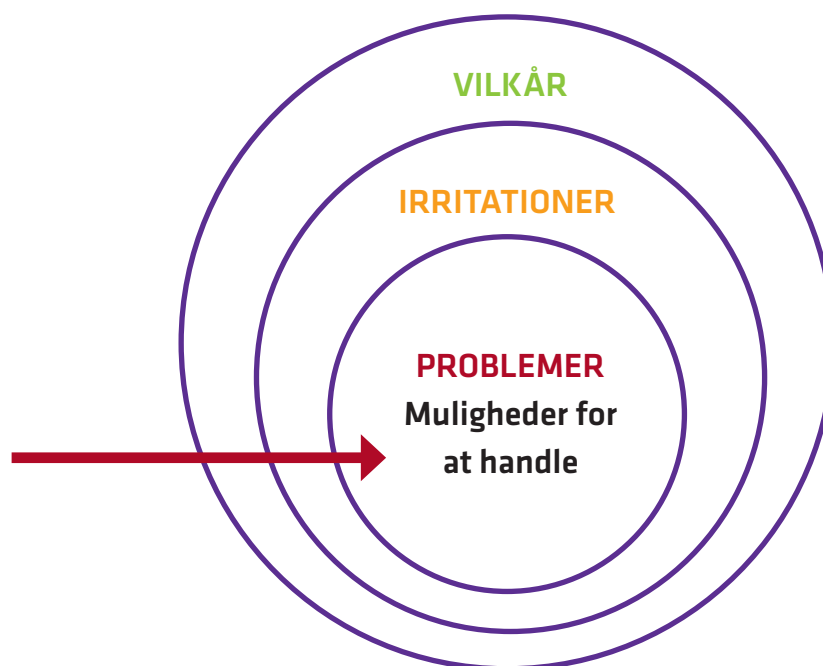 VILKÅR
IRRITATIONER
PROBLEMER
Muligheder for
at handle